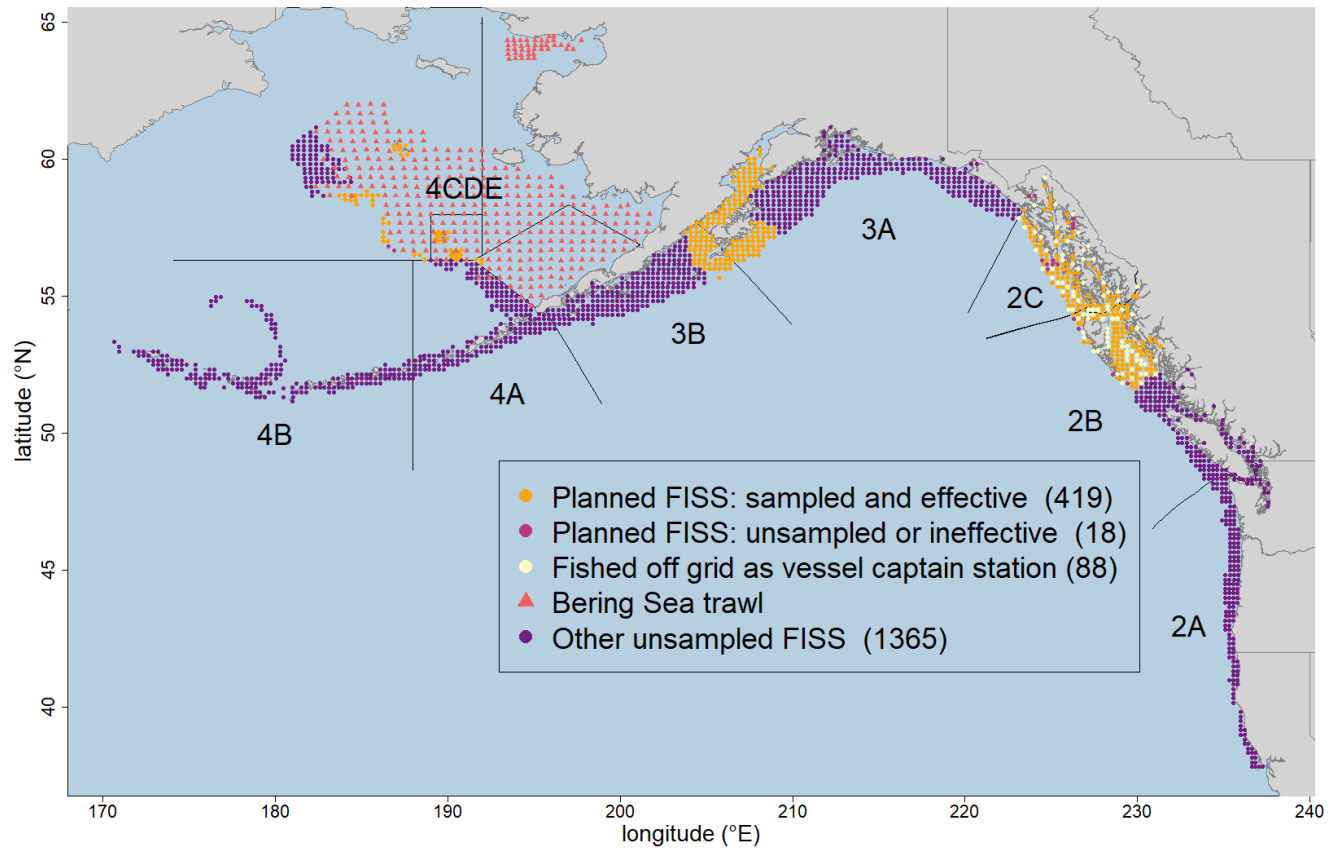 65
60
55
50
45
40
latitude (°N)
4CDE
3A
2C
3B
4A
2B
4B
Planned FISS: sampled and effective (419)
Planned FISS: unsampled or ineffective (18)
Fished off grid as vessel captain station (88)
Bering Sea trawl
Other unsampled FISS (1365)
2A
170 180 190 200 210 220 230 240
longitude (°E)